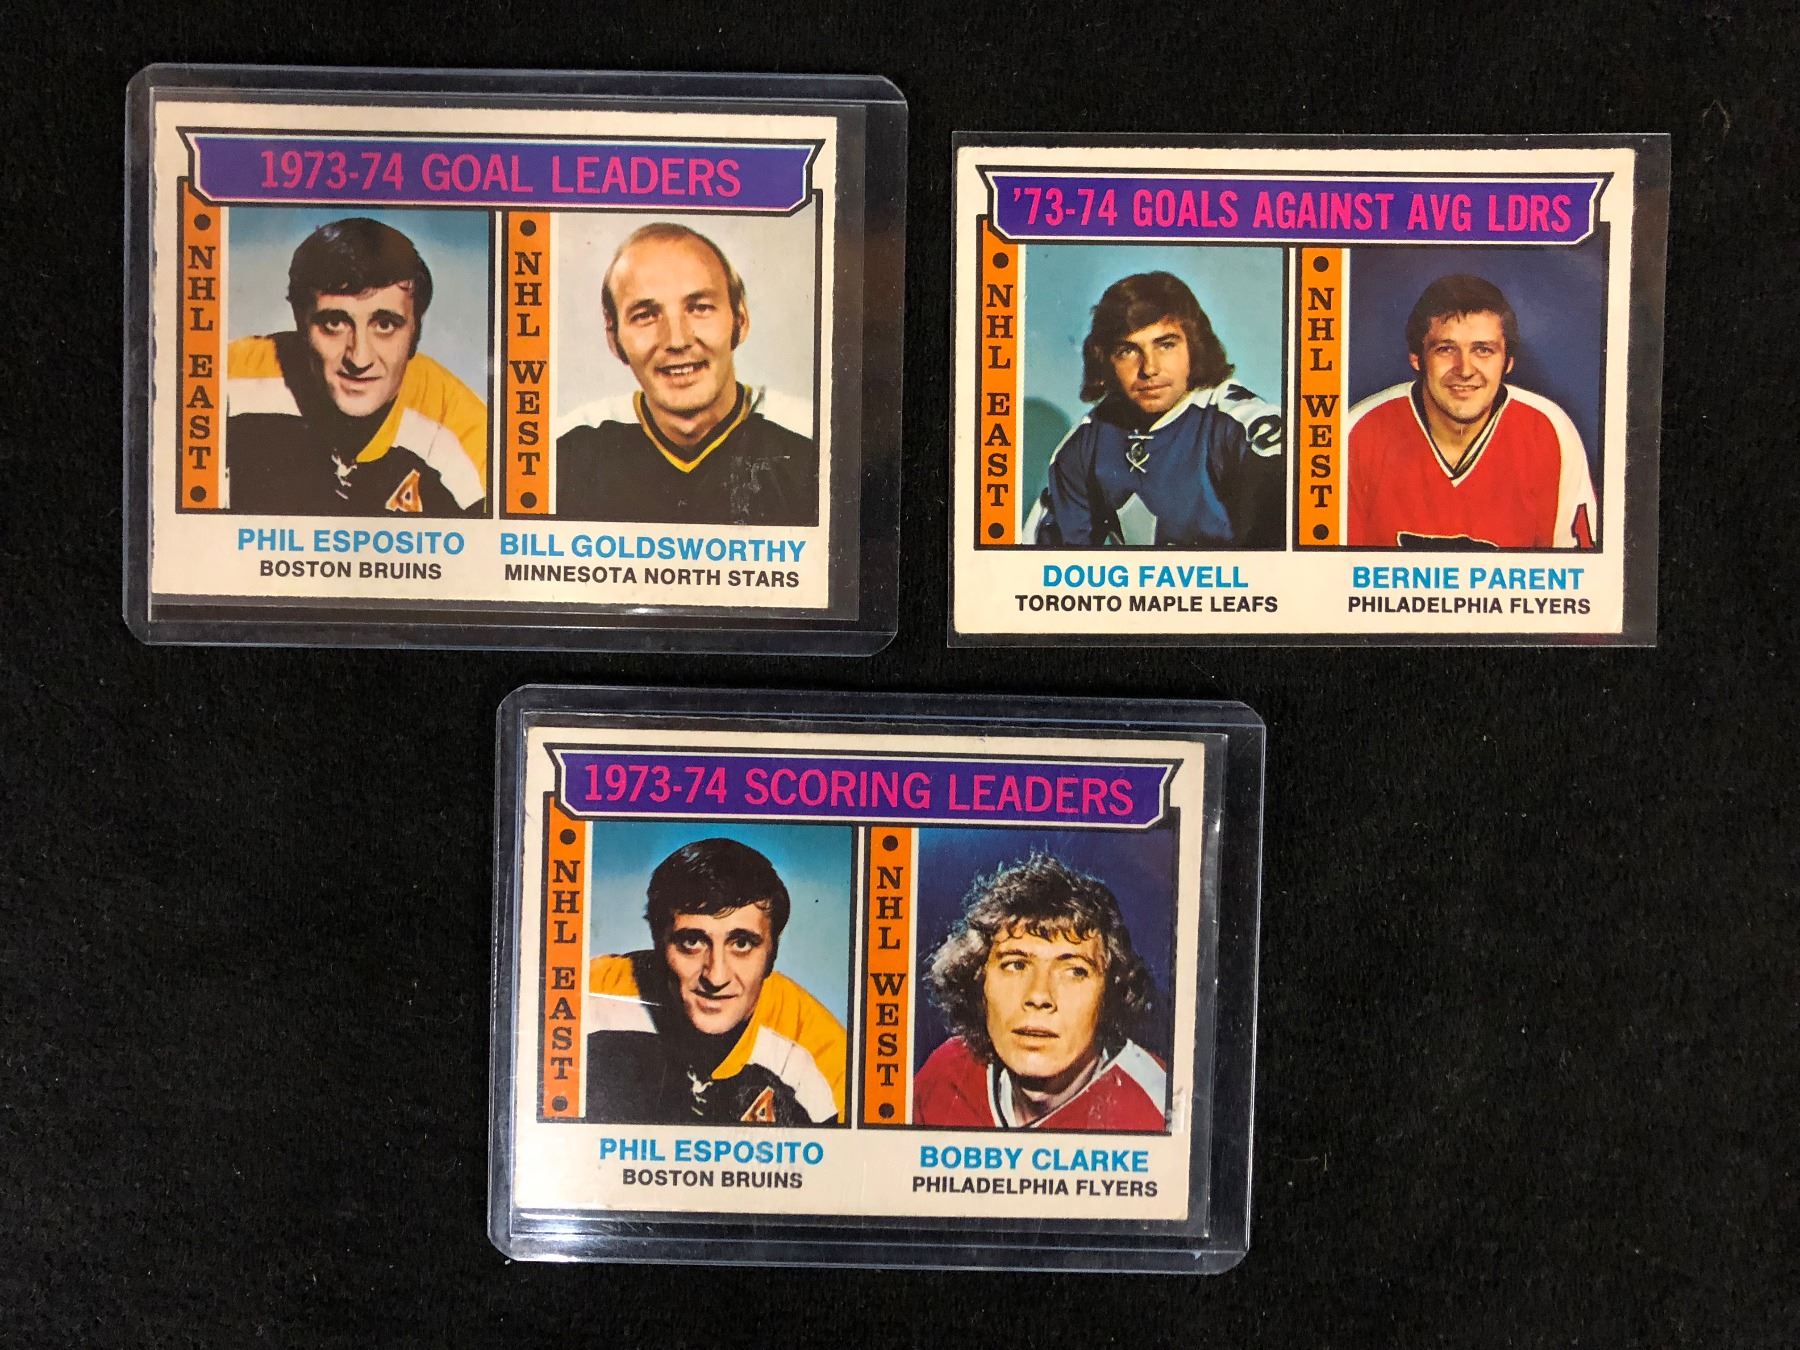 1973-74 GOAL LEADERS
NHL EAST
NHL WEST
PHIL ESPOSITO
BOSTON BRUINS
BILL GOLDSWORTHY
MINNESOTA NORTH STARS
'73-74 GOALS AGAINST AVG LDRS
NHL EAST
NHL WEST
DOUG FAVELL
TORONTO MAPLE LEAFS
BERNIE PARENT
PHILADELPHIA FLYERS
1973-74 SCORING LEADERS
NHL EAST
NHL WEST
PHIL ESPOSITO
BOSTON BRUINS
BOBBY CLARKE
PHILADELPHIA FLYERS